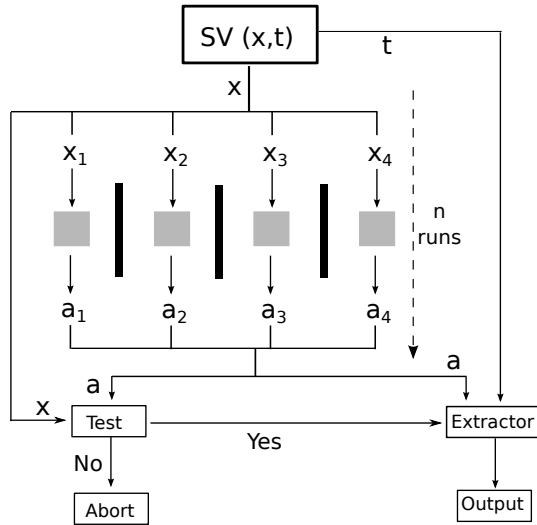 SV (x,t)
t
x
x₁ x₂ x₃ x₄
n
runs
a₁ a₂ a₃ a₄
a a
x
Test
Yes
Extractor
No
Abort
Output